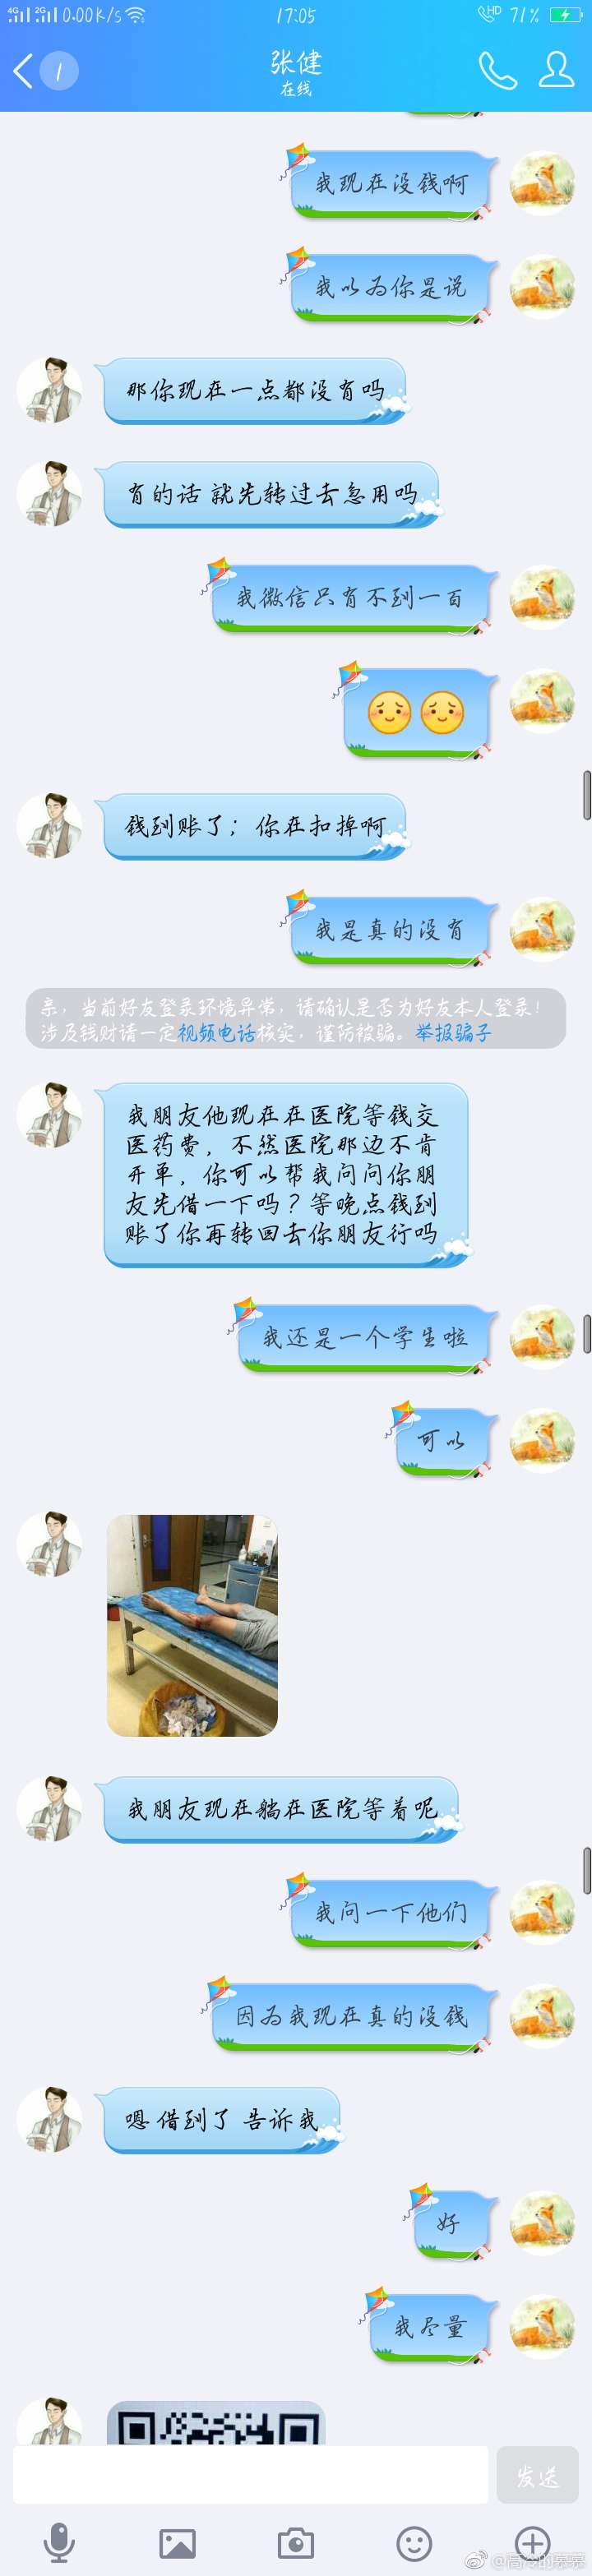 4G 2G 0.00K/s 17:05 HD 71%
1 张健
在线
我现在没钱啊
我以为你是说
那你现在一点都没有吗
有的话 就先转过去急用吗
我微信只有不到一百
钱到账了；你在扣掉啊
我是真的没有
亲，当前好友登录环境异常，请确认是否为好友本人登录！
涉及钱财请一定视频电话核实，谨防被骗。举报骗子
我朋友他现在在医院等钱交
医药费，不然医院那边不肯
开单，你可以帮我问问你朋
友先借一下吗？等晚点钱到
账了你再转回去你朋友行吗
我还是一个学生啦
可以
我朋友现在躺在医院等着呢
我问一下他们
因为我现在真的没钱
嗯 借到了 告诉我
好
我尽量
发送